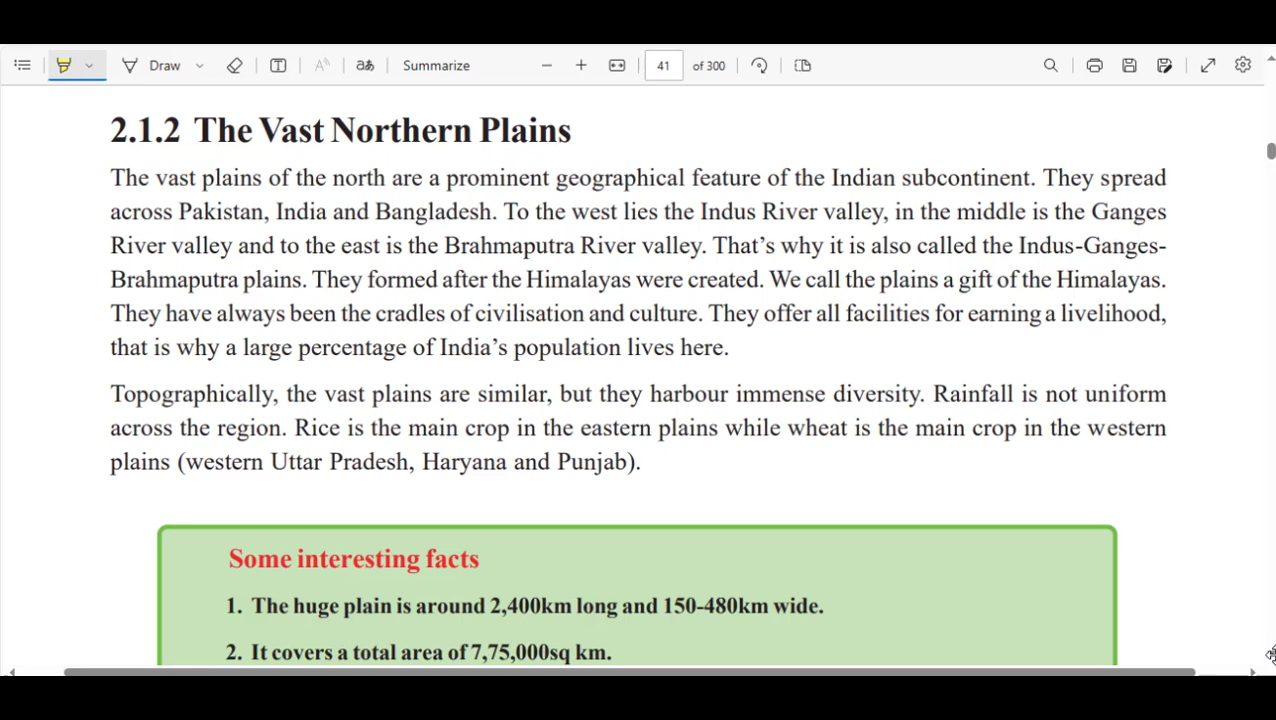 Draw
Summarize
41 of 300
2.1.2 The Vast Northern Plains
The vast plains of the north are a prominent geographical feature of the Indian subcontinent. They spread
across Pakistan, India and Bangladesh. To the west lies the Indus River valley, in the middle is the Ganges
River valley and to the east is the Brahmaputra River valley. That's why it is also called the Indus-Ganges-
Brahmaputra plains. They formed after the Himalayas were created. We call the plains a gift of the Himalayas.
They have always been the cradles of civilisation and culture. They offer all facilities for earning a livelihood,
that is why a large percentage of India's population lives here.
Topographically, the vast plains are similar, but they harbour immense diversity. Rainfall is not uniform
across the region. Rice is the main crop in the eastern plains while wheat is the main crop in the western
plains (western Uttar Pradesh, Haryana and Punjab).
Some interesting facts
1. The huge plain is around 2,400km long and 150-480km wide.
2. It covers a total area of 7,75,000sq km.